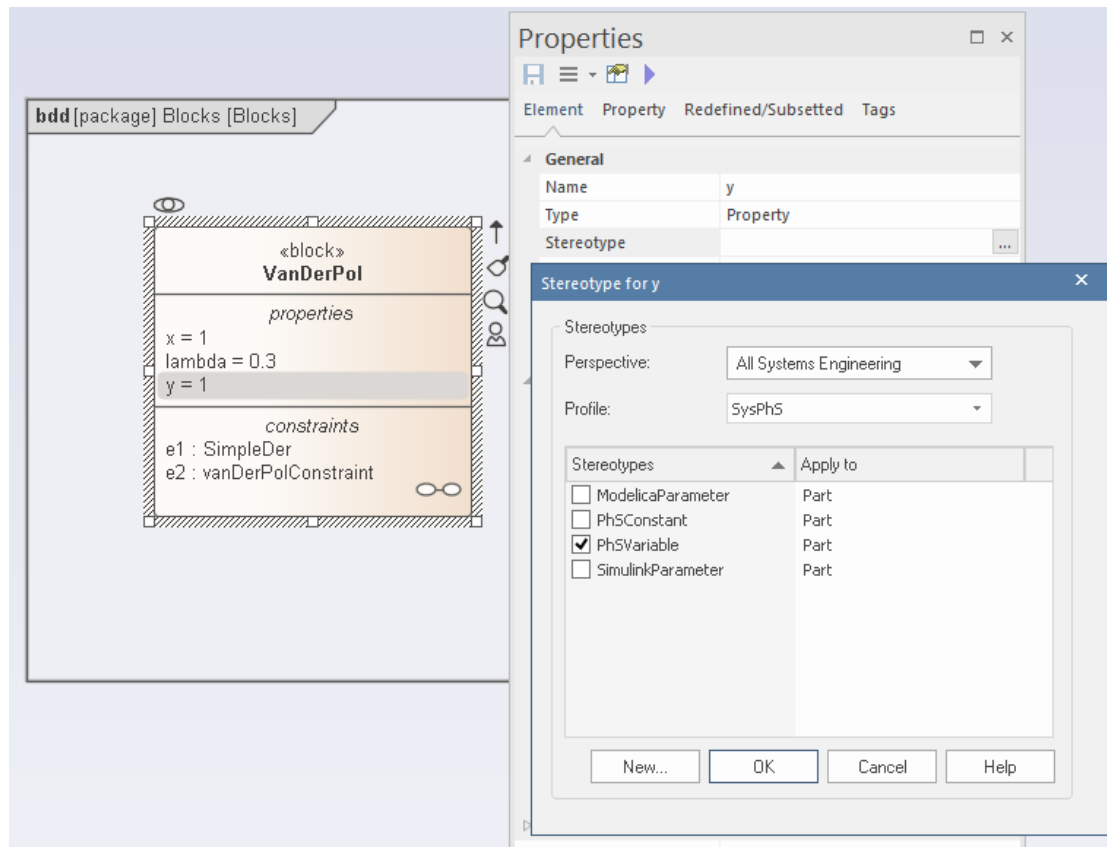 bdd [package] Blocks [Blocks]
«block»
VanDerPol
properties
x = 1
lambda = 0.3
y = 1
constraints
e1 : SimpleDer
e2 : vanDerPolConstraint
Properties
Element Property Redefined/Subsetted Tags
General
Name y
Type Property
Stereotype ...
Stereotype for y
Stereotypes
Perspective: All Systems Engineering
Profile: SysPhS
Stereotypes Apply to
ModelicaParameter Part
PhSConstant Part
PhSVariable Part
SimulinkParameter Part
New... OK Cancel Help